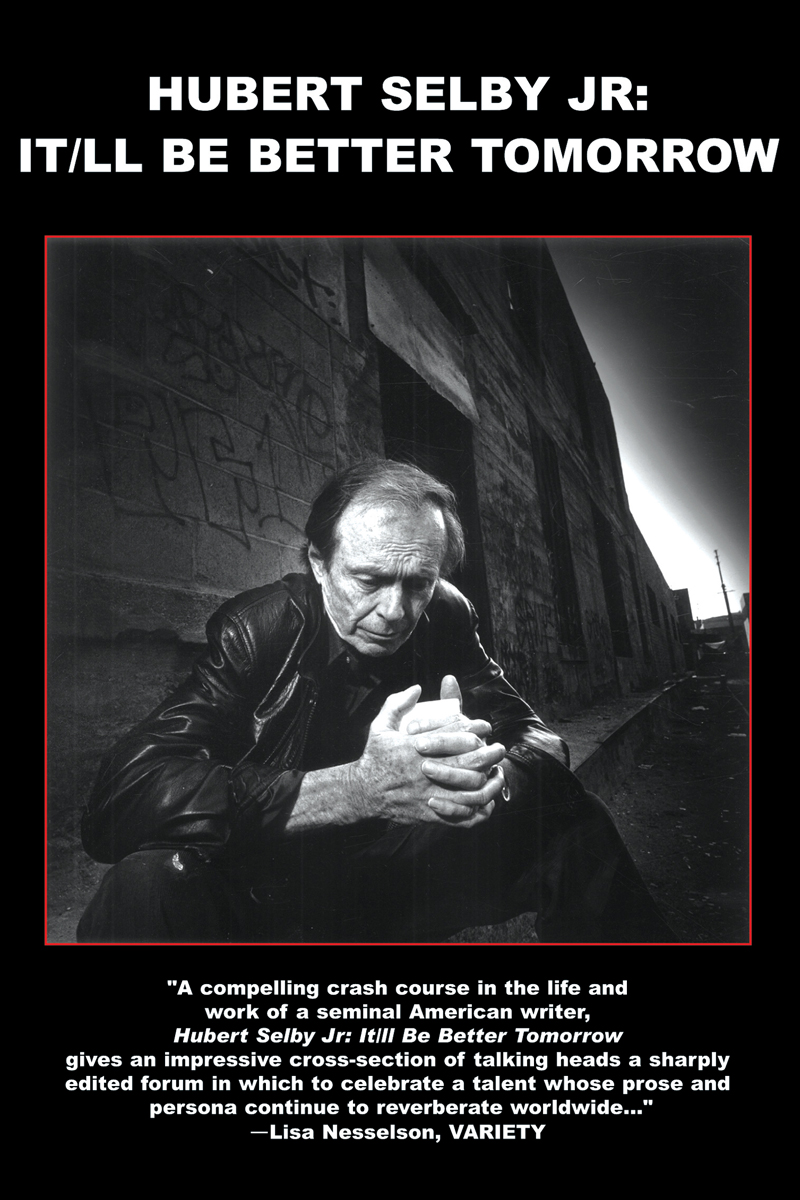 HUBERT SELBY JR:
IT/LL BE BETTER TOMORROW
"A compelling crash course in the life and
work of a seminal American writer,
Hubert Selby Jr: It/ll Be Better Tomorrow
gives an impressive cross-section of talking heads a sharply
edited forum in which to celebrate a talent whose prose and
persona continue to reverberate worldwide..."
—Lisa Nesselson, VARIETY